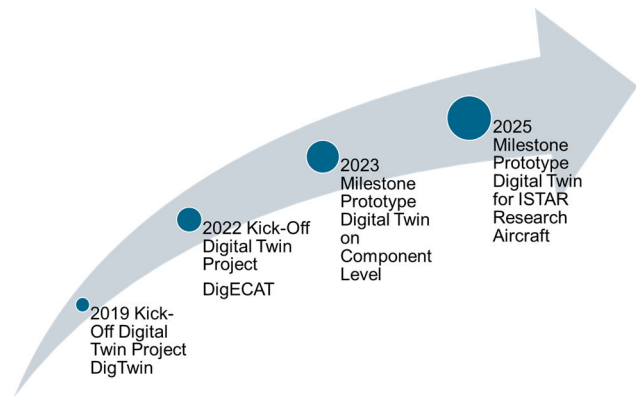 2019 Kick-
Off Digital
Twin Project
DigTwin
2022 Kick-Off
Digital Twin
Project
DigECAT
2023
Milestone
Prototype
Digital Twin
on
Component
Level
2025
Milestone
Prototype
Digital Twin
for ISTAR
Research
Aircraft